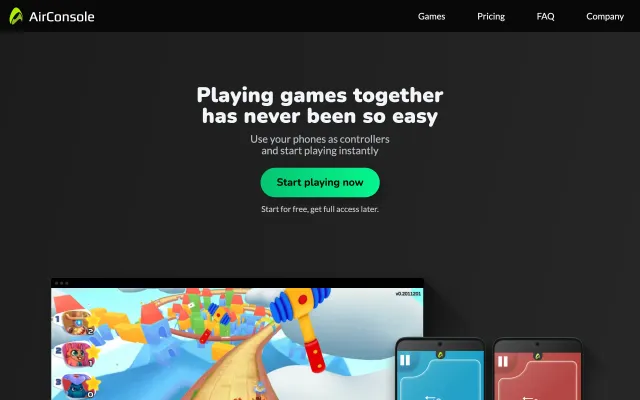 AirConsole
Games
Pricing
FAQ
Company
Playing games together
has never been so easy
Use your phones as controllers
and start playing instantly
Start playing now
Start for free, get full access later.
v0.2011201
1
2
2
1
3
0